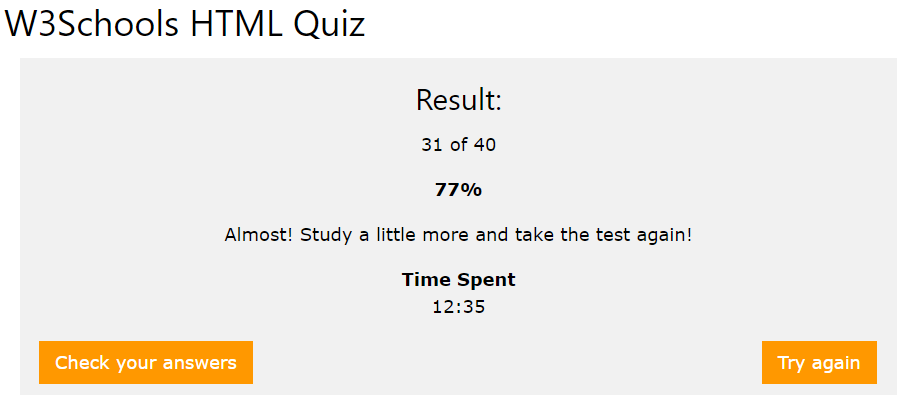 W3Schools HTML Quiz
Result:
31 of 40
77%
Almost! Study a little more and take the test again!
Time Spent
12:35
Check your answers
Try again